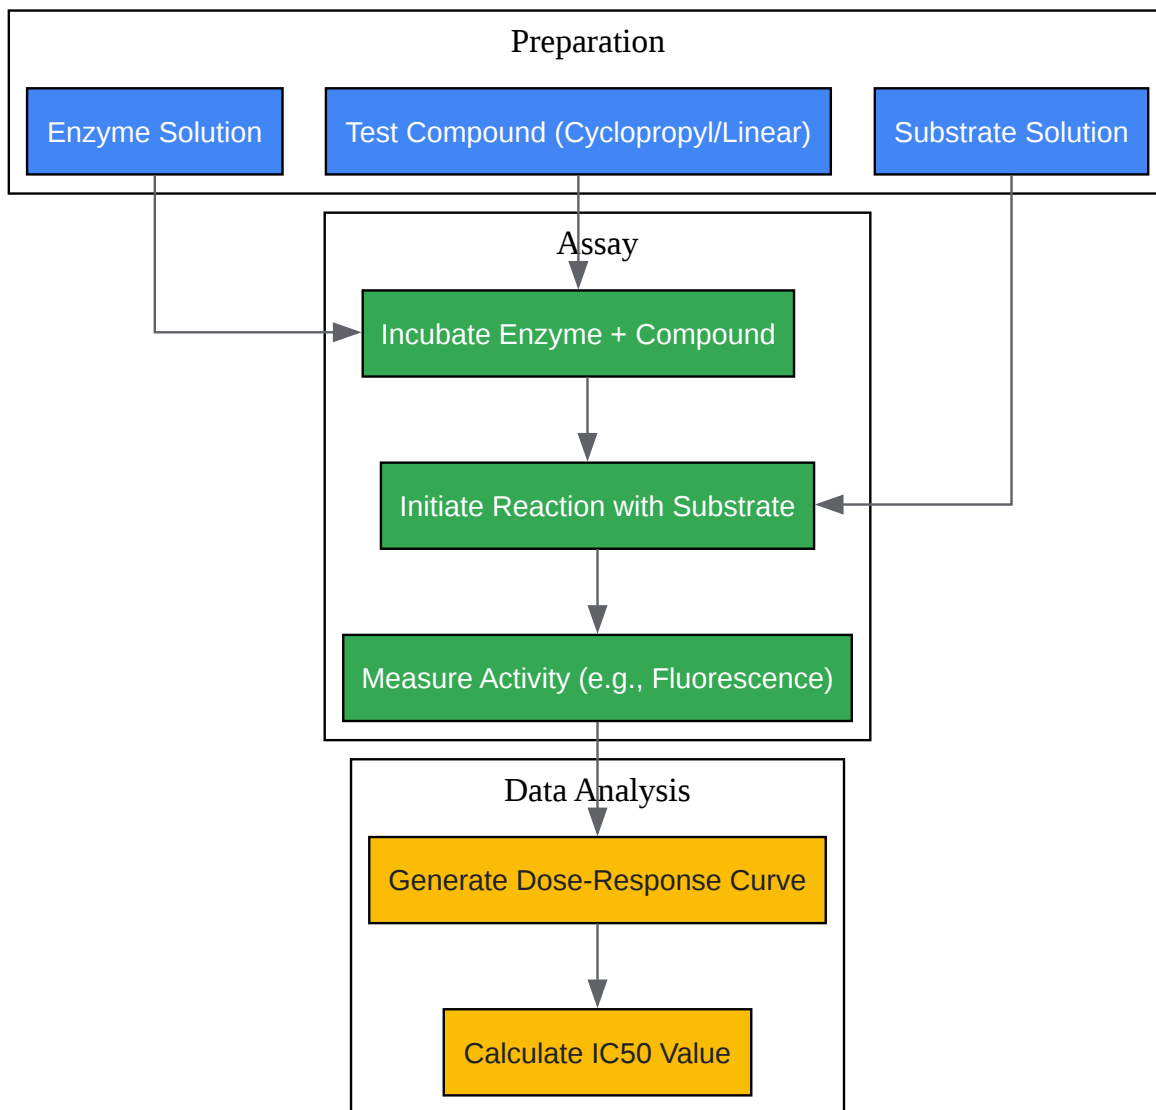 Preparation
Enzyme Solution
Test Compound (Cyclopropyl/Linear)
Substrate Solution
Assay
Incubate Enzyme + Compound
Initiate Reaction with Substrate
Measure Activity (e.g., Fluorescence)
Data Analysis
Generate Dose-Response Curve
Calculate IC50 Value